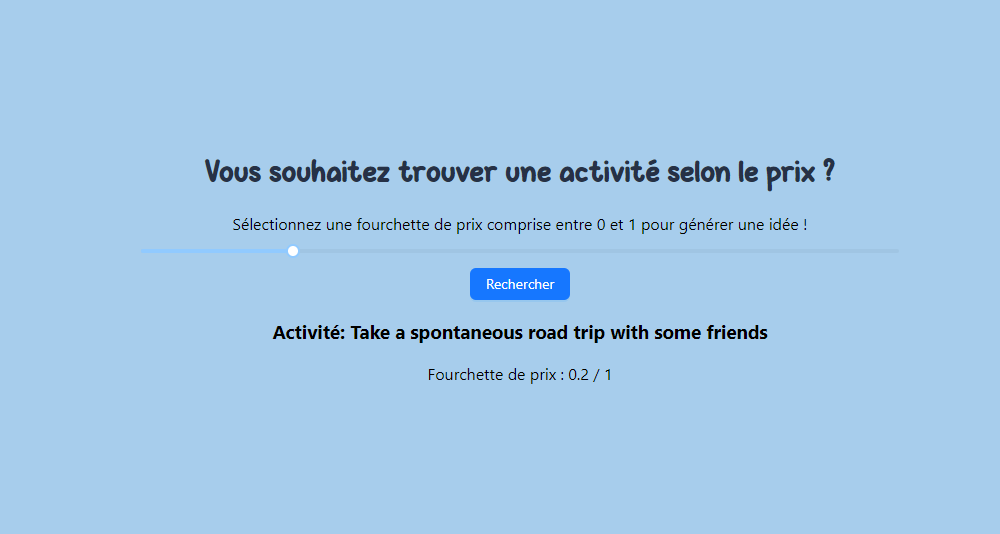 Vous souhaitez trouver une activité selon le prix ?
Sélectionnez une fourchette de prix comprise entre 0 et 1 pour générer une idée !
Rechercher
Activité: Take a spontaneous road trip with some friends
Fourchette de prix : 0.2 / 1